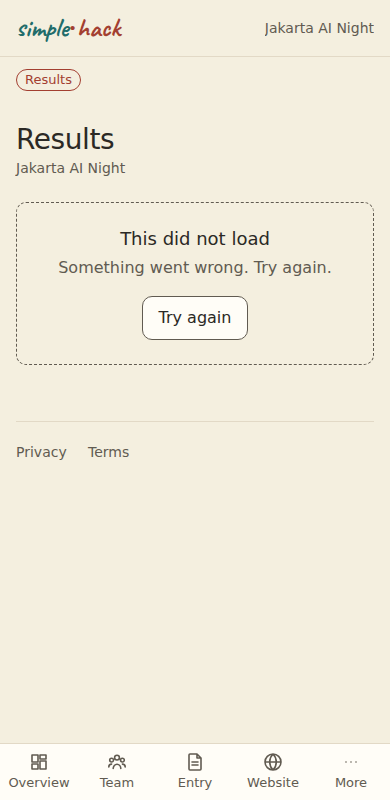 simple•hack
Jakarta AI Night
Results
Results
Jakarta AI Night
This did not load
Something went wrong. Try again.
Try again
Privacy Terms
Overview Team Entry Website More